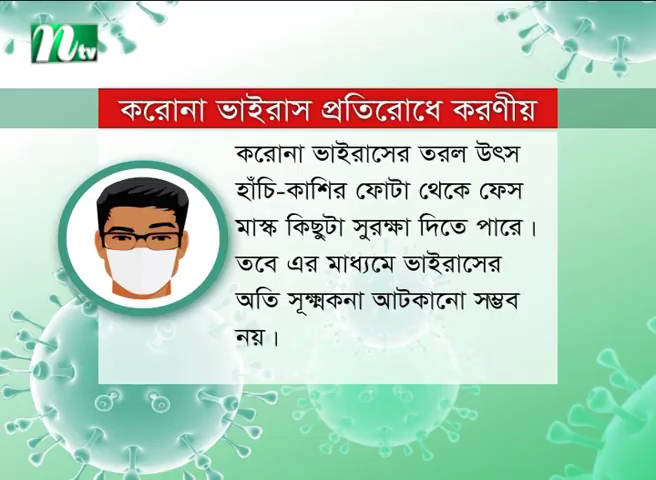 ntv
করোনা ভাইরাস প্রতিরোধে করণীয়
করোনা ভাইরাসের তরল উৎস
হাঁচি-কাশির ফোটা থেকে ফেস
মাস্ক কিছুটা সুরক্ষা দিতে পারে।
তবে এর মাধ্যমে ভাইরাসের
অতি সূক্ষ্মকনা আটকানো সম্ভব
নয়।